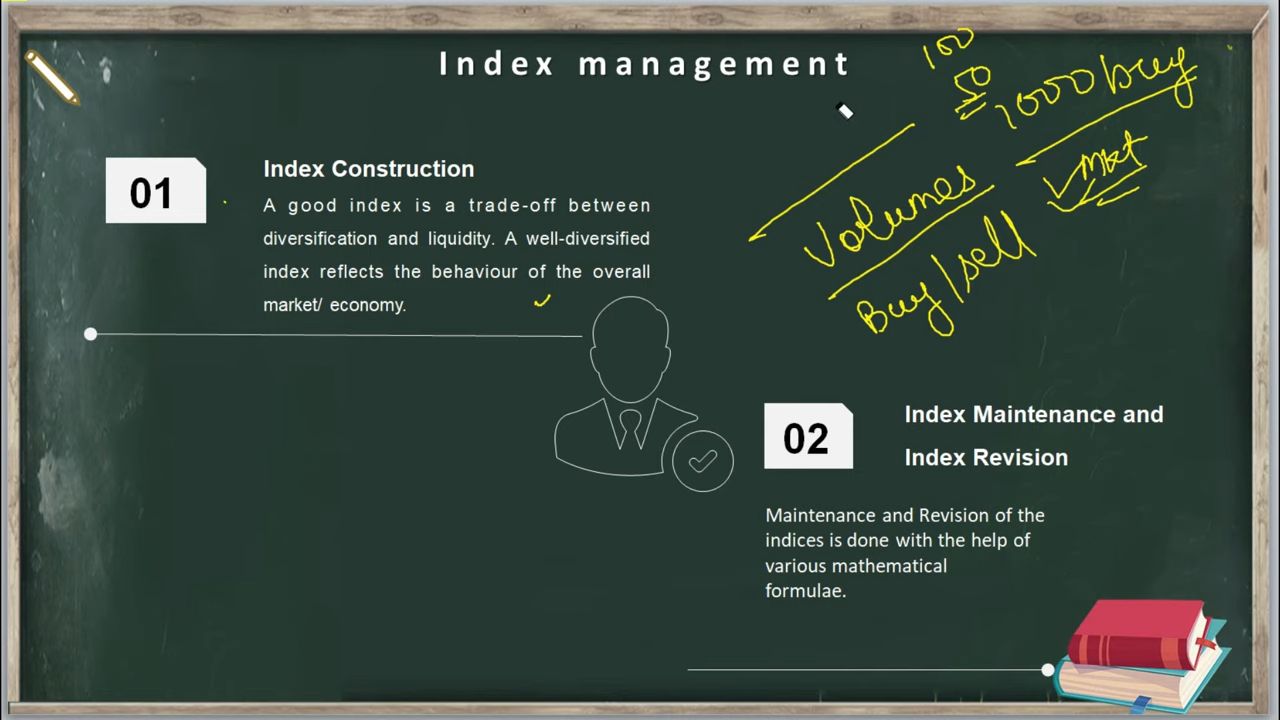 Index management
100
50
1000 buy
Mkt
Volumes
Buy/sell
01
Index Construction
A good index is a trade-off between
diversification and liquidity. A well-diversified
index reflects the behaviour of the overall
market/ economy.
02
Index Maintenance and
Index Revision
Maintenance and Revision of the
indices is done with the help of
various mathematical
formulae.